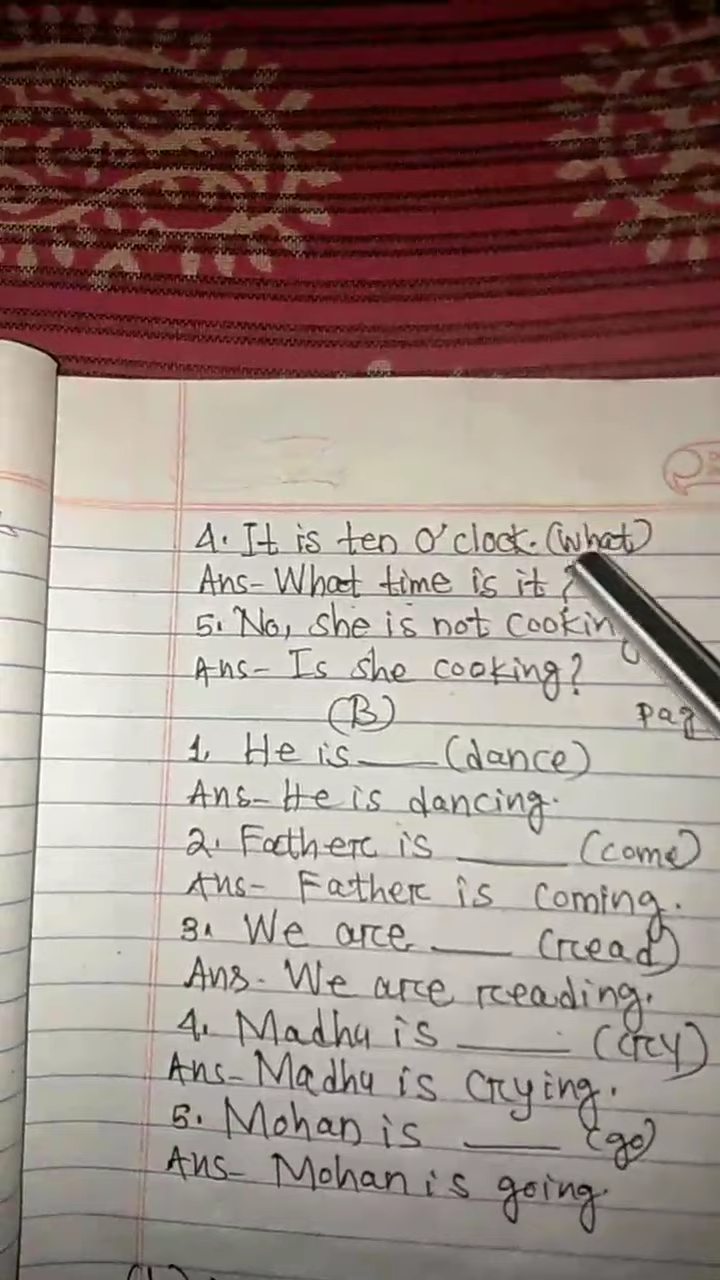 4. It is ten O'clock. (what)
Ans- What time is it?
5. No, she is not cookin
Ans- Is she cooking?
(B)
1. He is ___ (dance)
Ans- He is dancing.
2. Father is ___ (come)
Ans- Father is coming.
3. We are ___ (read)
Ans- We are reading.
4. Madhu is ___ (cry)
Ans- Madhu is crying.
5. Mohan is ___ (go)
Ans- Mohan is going.